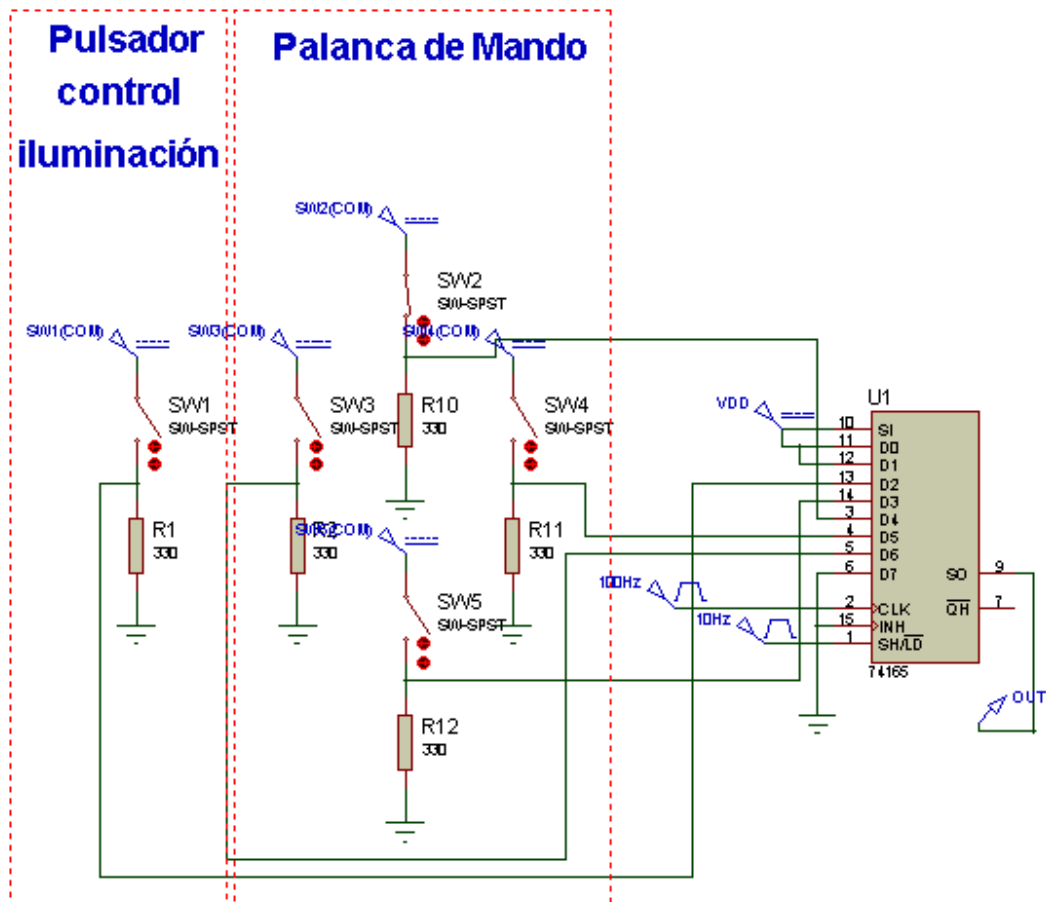 Pulsador
control
iluminación
Palanca de Mando
SW2(COM)
SW2
SW-SPST
SW1(COM)
SW3(COM)
SW4(COM)
SW1
SW-SPST
SW3
SW-SPST
R10
330
SW4
SW-SPST
R1
330
R2
330
SW5(COM)
R11
330
SW5
SW-SPST
R12
330
U1
VDD
10 SI
11 D0
12 D1
13 D2
14 D3
3 D4
4 D5
5 D6
6 D7
SO 9
QH 7
100Hz
2 CLK
15 INH
10Hz
1 SH/LD
74165
OUT